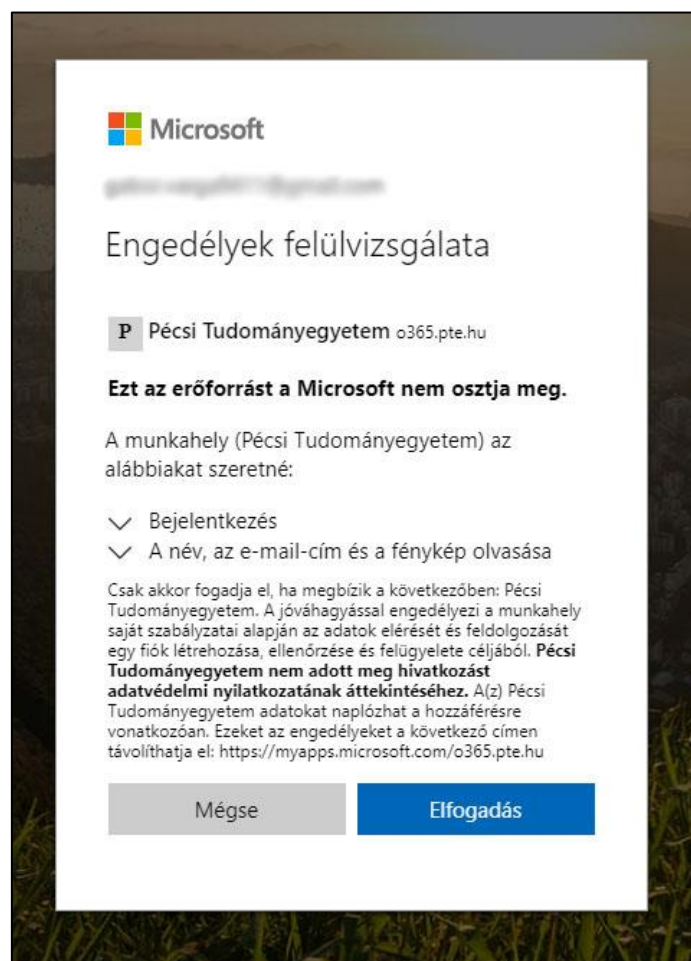 Microsoft
Engedélyek felülvizsgálata
P Pécsi Tudományegyetem o365.pte.hu
Ezt az erőforrást a Microsoft nem osztja meg.
A munkahely (Pécsi Tudományegyetem) az
alábbiakat szeretné:
Bejelentkezés
A név, az e-mail-cím és a fénykép olvasása
Csak akkor fogadja el, ha megbízik a következőben: Pécsi
Tudományegyetem. A jóváhagyással engedélyezi a munkahely
saját szabályzatai alapján az adatok elérését és feldolgozását
egy fiók létrehozása, ellenőrzése és felügyelete céljából. Pécsi
Tudományegyetem nem adott meg hivatkozást
adatvédelmi nyilatkozatának áttekintéséhez. A(z) Pécsi
Tudományegyetem adatokat naplózhat a hozzáférésre
vonatkozóan. Ezeket az engedélyeket a következő címen
távolíthatja el: https://myapps.microsoft.com/o365.pte.hu
Mégse Elfogadás